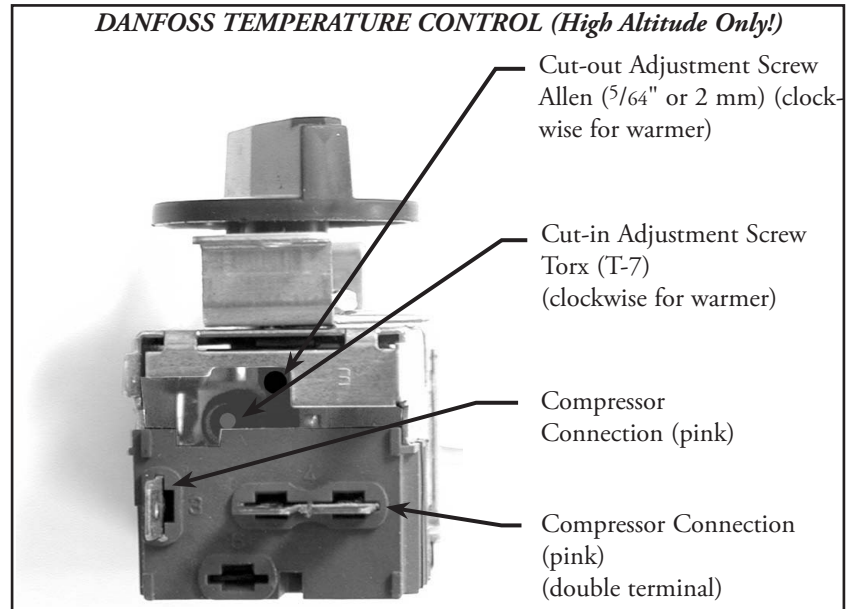 DANFOSS TEMPERATURE CONTROL (High Altitude Only!)
Cut-out Adjustment Screw
Allen (5/64" or 2 mm) (clock-
wise for warmer)
Cut-in Adjustment Screw
Torx (T-7)
(clockwise for warmer)
Compressor
Connection (pink)
Compressor Connection
(pink)
(double terminal)
3
4